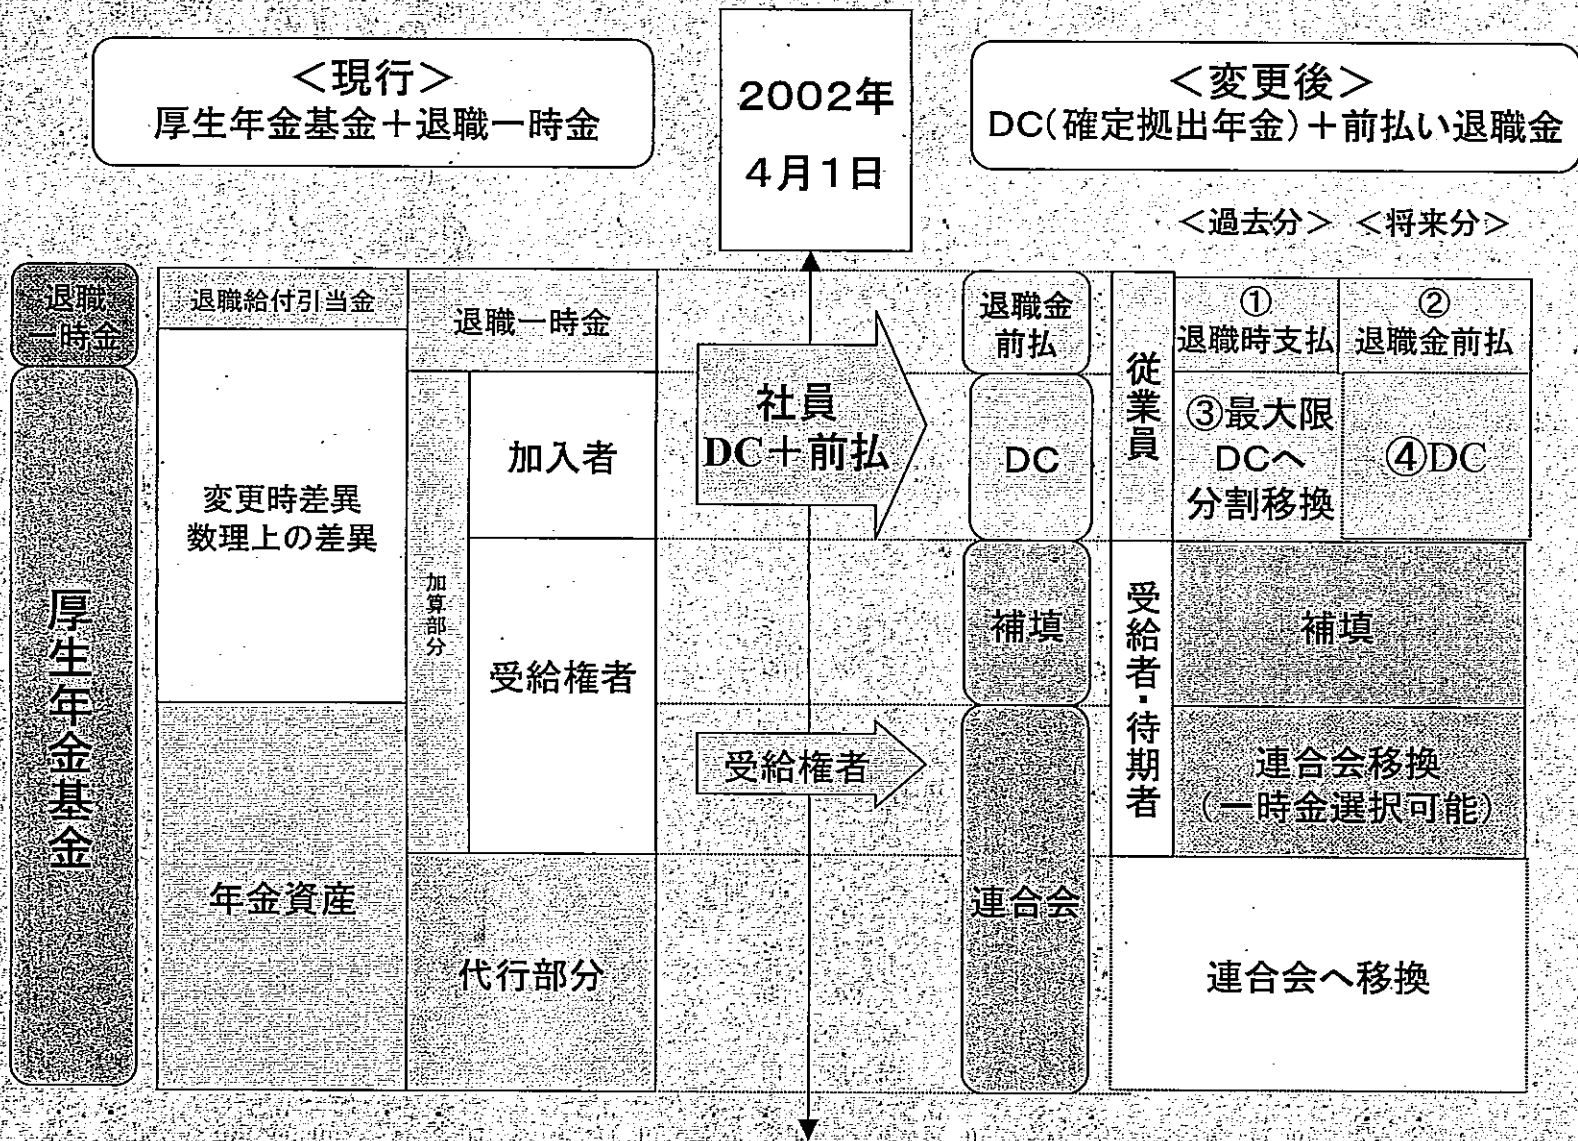 ＜現行＞
厚生年金基金＋退職一時金
2002年
4月1日
＜変更後＞
DC（確定拠出年金）＋前払い退職金
＜過去分＞ ＜将来分＞
退職
一時金
厚生年金基金
退職給付引当金
変更時差異
数理上の差異
年金資産
退職一時金
加算部分
加入者
受給権者
代行部分
社員
DC＋前払
受給権者
退職金
前払
DC
補填
連合会
従業員
受給者・待期者
①
退職時支払
②
退職金前払
③最大限
DCへ
分割移換
④DC
補填
連合会移換
（一時金選択可能）
連合会へ移換